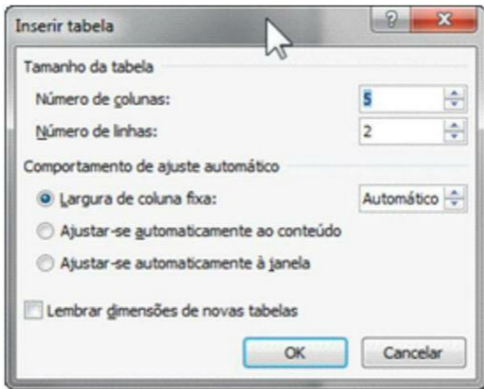 Inserir tabela
Tamanho da tabela
Número de colunas: 5
Número de linhas: 2
Comportamento de ajuste automático
Largura de coluna fixa: Automático
Ajustar-se automaticamente ao conteúdo
Ajustar-se automaticamente à janela
Lembrar dimensões de novas tabelas
OK Cancelar